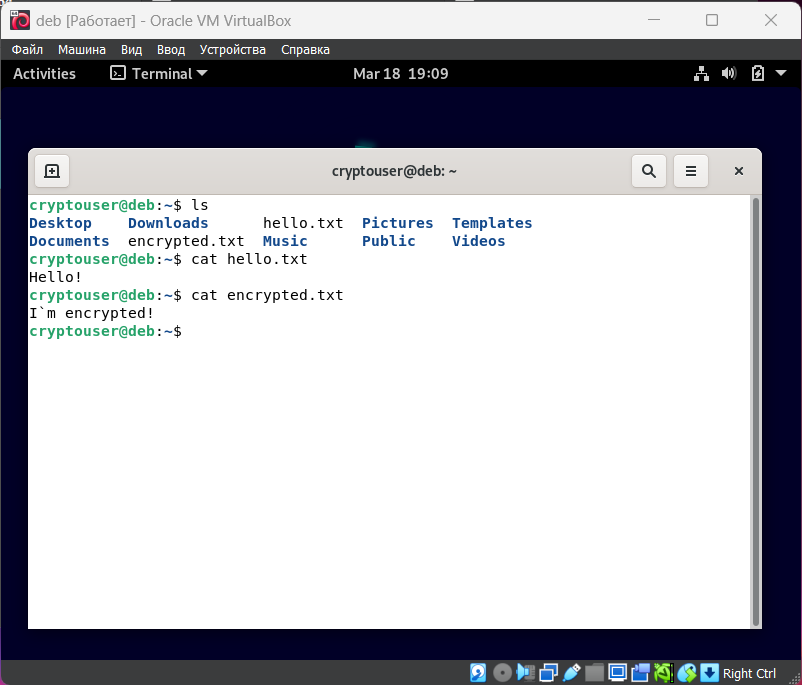 deb [Работает] - Oracle VM VirtualBox
Файл Машина Вид Ввод Устройства Справка
Activities Terminal Mar 18 19:09
cryptouser@deb: ~
cryptouser@deb:~$ ls
Desktop Downloads hello.txt Pictures Templates
Documents encrypted.txt Music Public Videos
cryptouser@deb:~$ cat hello.txt
Hello!
cryptouser@deb:~$ cat encrypted.txt
I`m encrypted!
cryptouser@deb:~$
Right Ctrl